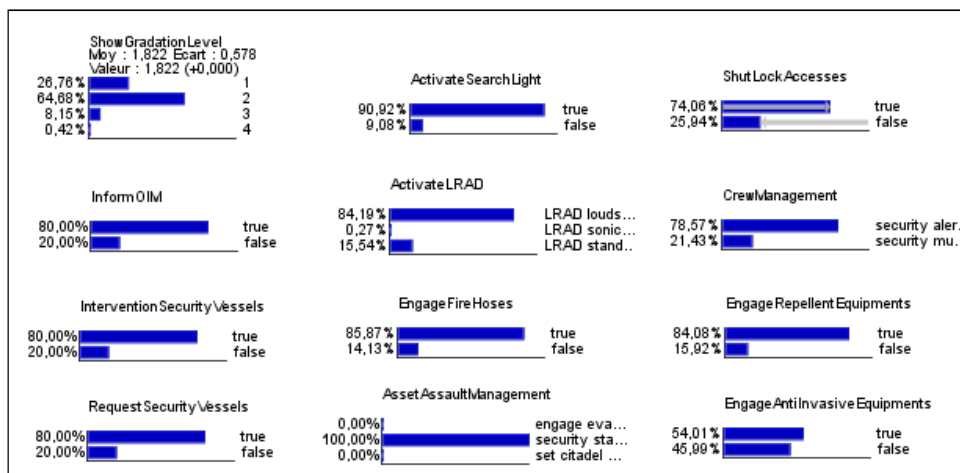 Show Gradation Level
Moy : 1,822 Ecart : 0,578
Valeur : 1,822 (+0,000)
26,76% 1
64,68% 2
8,15% 3
0,42% 4
Activate Search Light
90,92% true
9,08% false
Shut Lock Accesses
74,06% true
25,94% false
Inform OIM
80,00% true
20,00% false
Activate LRAD
84,19% LRAD louds...
0,27% LRAD sonic...
15,54% LRAD stand...
Crew Management
78,57% security aler...
21,43% security mu...
Intervention Security Vessels
80,00% true
20,00% false
Engage Fire Hoses
85,87% true
14,13% false
Engage Repellent Equipments
84,08% true
15,92% false
Request Security Vessels
80,00% true
20,00% false
Asset Assault Management
0,00% engage eva...
100,00% security sta...
0,00% set citadel ...
Engage Anti Invasive Equipments
54,01% true
45,99% false